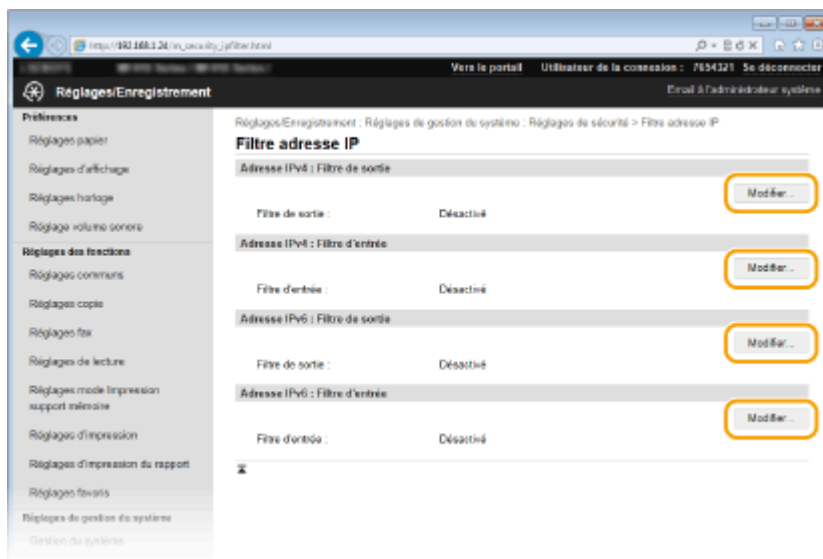 http://192.168.1.24/m_security_ipfilter.html
Vers le portail Utilisateur de la connexion : 7654321 Se déconnecter
Réglages/Enregistrement
Email à l'administrateur système
Préférences
Réglages papier
Réglages d'affichage
Réglages horloge
Réglage volume sonore
Réglages des fonctions
Réglages communs
Réglages copie
Réglages fax
Réglages de lecture
Réglages mode Impression
support mémoire
Réglages d'impression
Réglages d'impression du rapport
Réglages favoris
Réglages de gestion du système
Gestion du système
Réglages/Enregistrement : Réglages de gestion du système : Réglages de sécurité > Filtre adresse IP
Filtre adresse IP
Adresse IPv4 : Filtre de sortie
Modifier...
Filtre de sortie : Désactivé
Adresse IPv4 : Filtre d'entrée
Modifier...
Filtre d'entrée : Désactivé
Adresse IPv6 : Filtre de sortie
Modifier...
Filtre de sortie : Désactivé
Adresse IPv6 : Filtre d'entrée
Modifier...
Filtre d'entrée : Désactivé